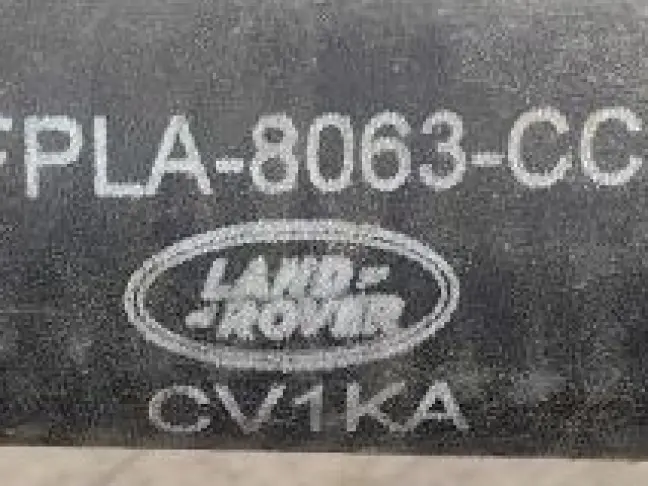 FPLA-8063-CC
LAND-
-ROVER
CV1KA